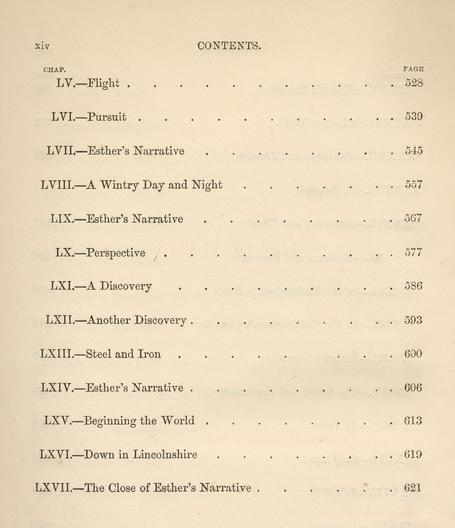 xiv CONTENTS.
CHAP. PAGE
LV.—Flight . . . . . . . . . . . 528
LVI.—Pursuit . . . . . . . . . . . 539
LVII.—Esther's Narrative . . . . . . . . 545
LVIII.—A Wintry Day and Night . . . . . . . 557
LIX.—Esther's Narrative . . . . . . . . 567
LX.—Perspective . . . . . . . . . . 577
LXI.—A Discovery . . . . . . . . . 586
LXII.—Another Discovery . . . . . . . . . 593
LXIII.—Steel and Iron . . . . . . . . . 600
LXIV.—Esther's Narrative . . . . . . . . . 606
LXV.—Beginning the World . . . . . . . . 613
LXVI.—Down in Lincolnshire . . . . . . . . 619
LXVII.—The Close of Esther's Narrative . . . . . . 621